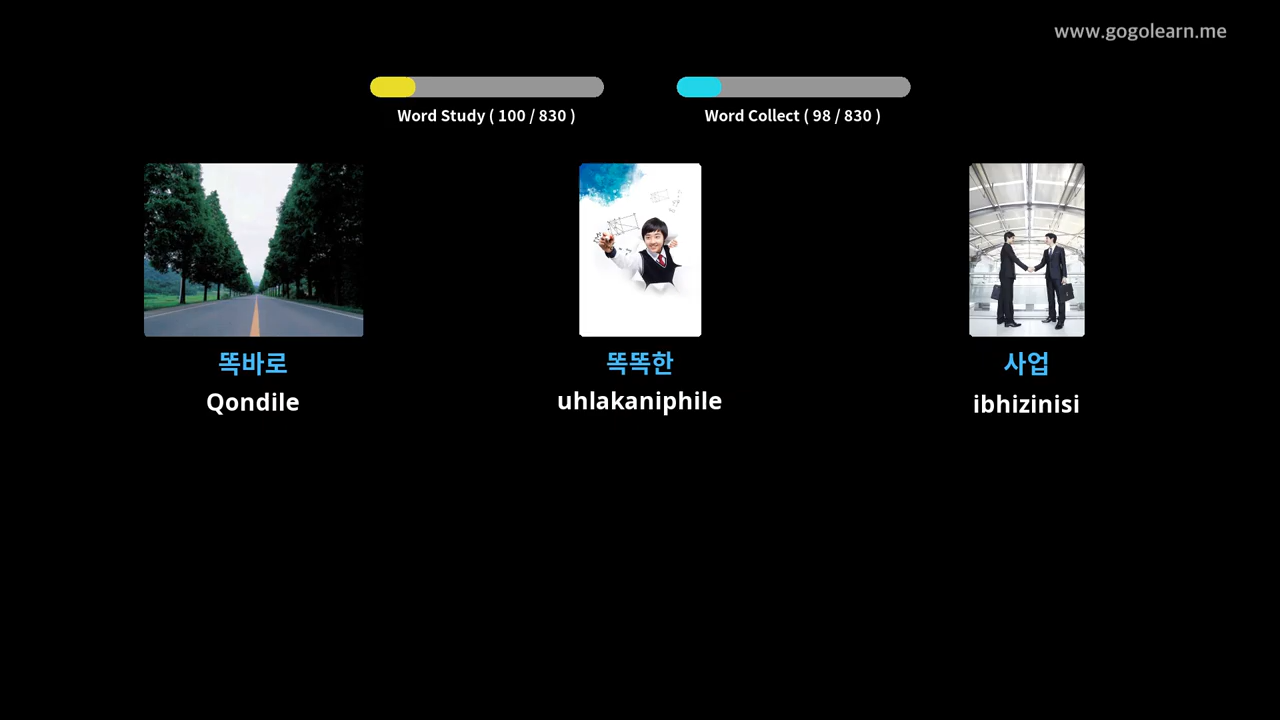 www.gogolearn.me
Word Study ( 100 / 830 )
Word Collect ( 98 / 830 )
똑바로
Qondile
똑똑한
uhlakaniphile
사업
ibhizinisi